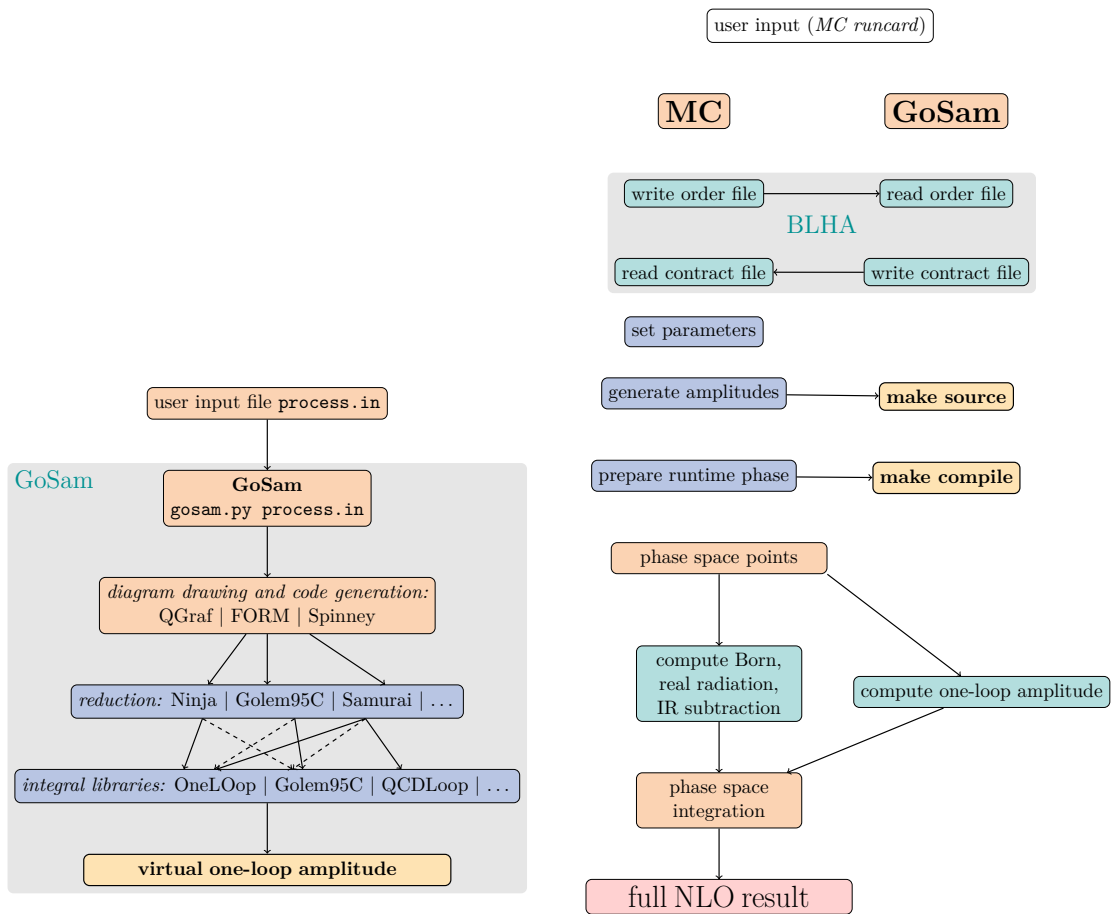 user input (MC runcard)
MC
GoSam
write order file
read order file
BLHA
read contract file
write contract file
set parameters
generate amplitudes
make source
prepare runtime phase
make compile
phase space points
compute Born,
real radiation,
IR subtraction
compute one-loop amplitude
phase space
integration
full NLO result
user input file process.in
GoSam
GoSam
gosam.py process.in
diagram drawing and code generation:
QGraf | FORM | Spinney
reduction: Ninja | Golem95C | Samurai | ...
integral libraries: OneLOop | Golem95C | QCDLoop | ...
virtual one-loop amplitude